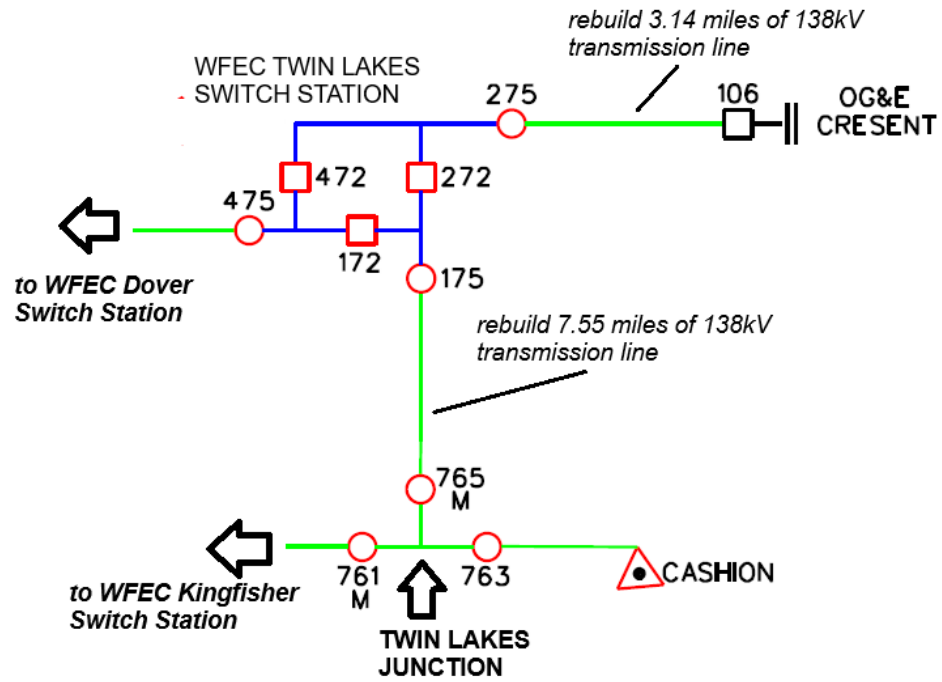 rebuild 3.14 miles of 138kV
transmission line
WFEC TWIN LAKES
SWITCH STATION
275
106
OG&E
CRESENT
472
272
475
172
175
to WFEC Dover
Switch Station
rebuild 7.55 miles of 138kV
transmission line
765
M
761
M
763
CASHION
to WFEC Kingfisher
Switch Station
TWIN LAKES
JUNCTION